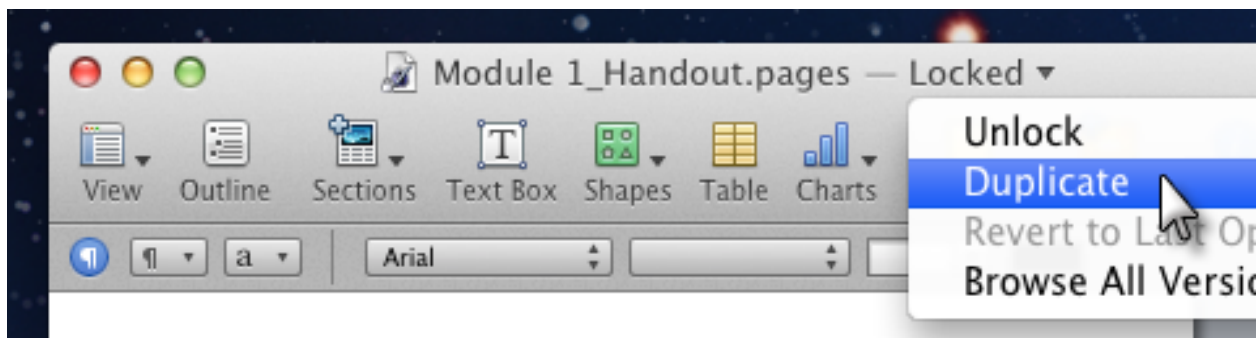 Module 1_Handout.pages — Locked
Unlock
Duplicate
Revert to Last
Browse All
View Outline Sections Text Box Shapes Table Charts
¶ ¶ a Arial